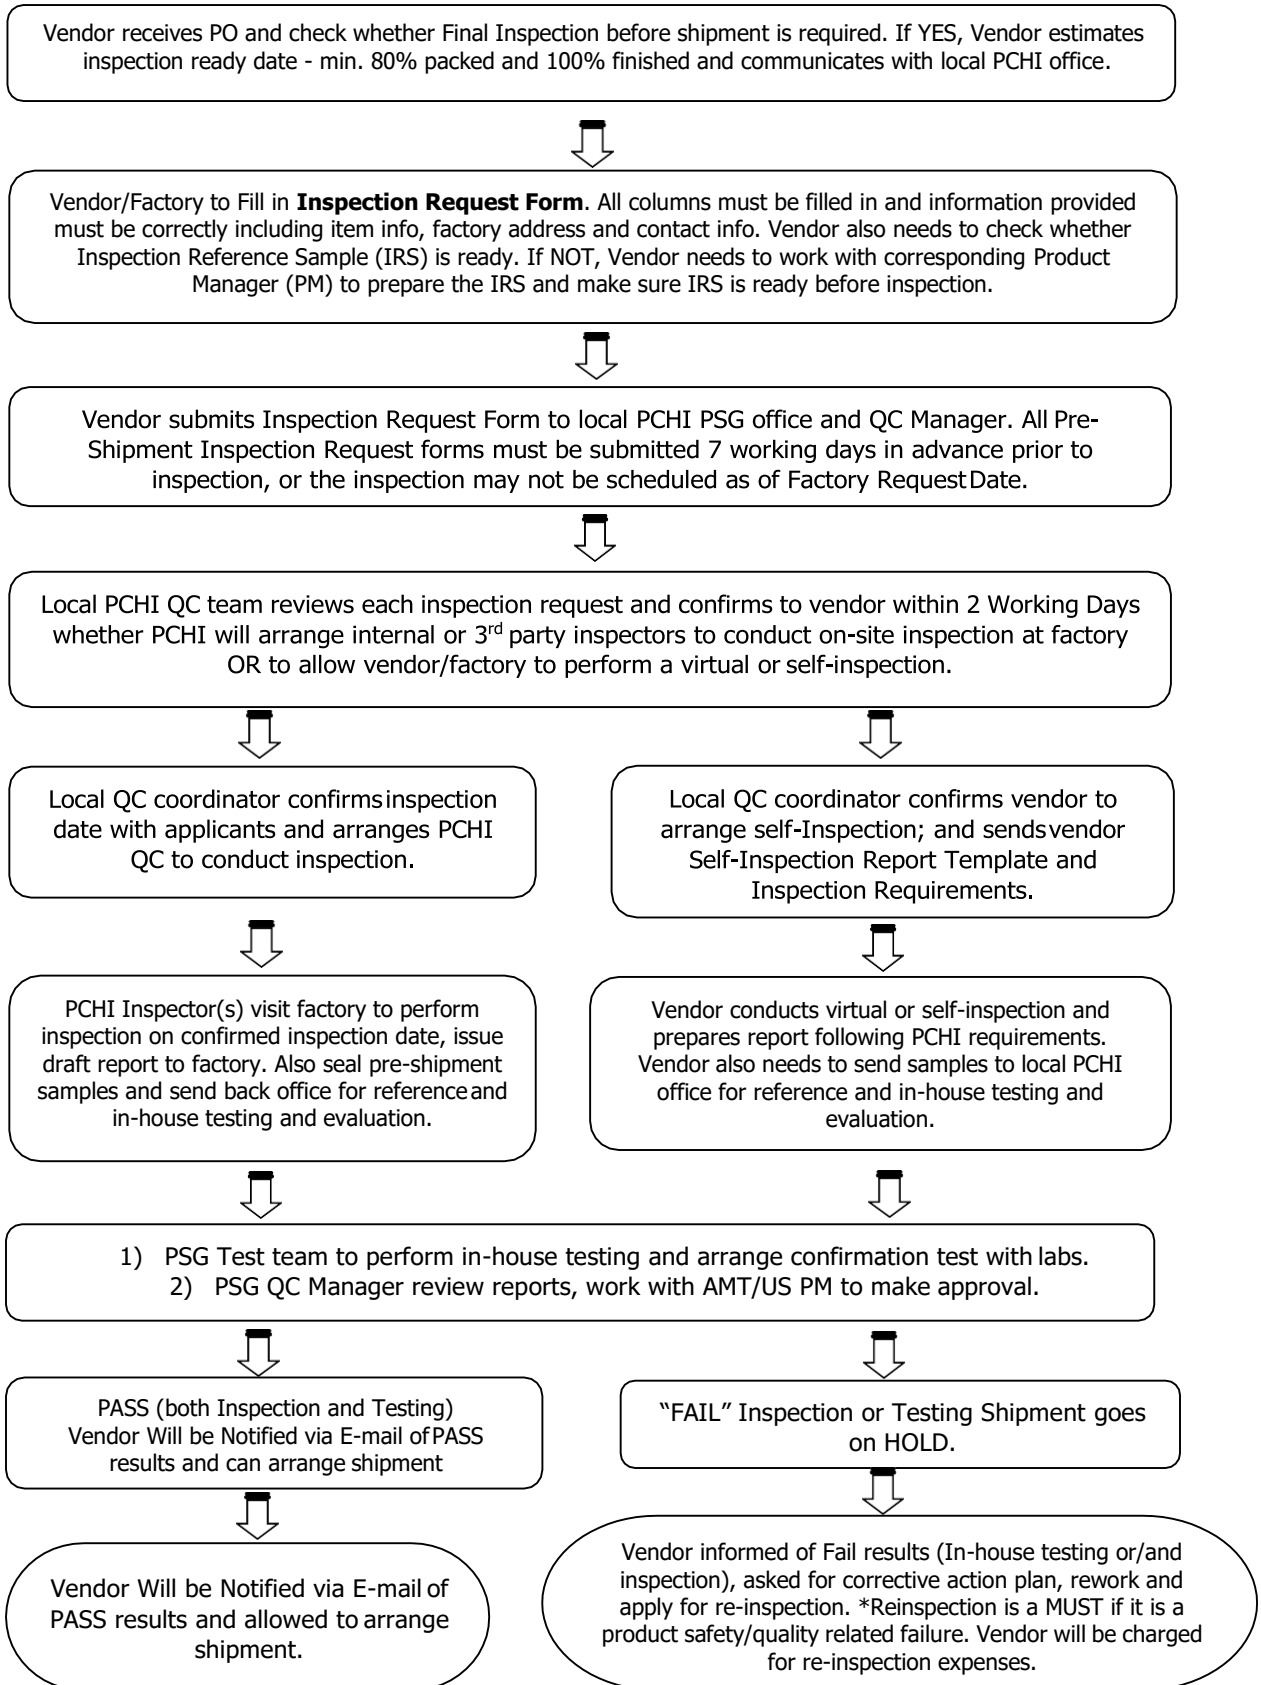 Vendor receives PO and check whether Final Inspection before shipment is required. If YES, Vendor estimates
inspection ready date - min. 80% packed and 100% finished and communicates with local PCHI office.
Vendor/Factory to Fill in Inspection Request Form. All columns must be filled in and information provided
must be correctly including item info, factory address and contact info. Vendor also needs to check whether
Inspection Reference Sample (IRS) is ready. If NOT, Vendor needs to work with corresponding Product
Manager (PM) to prepare the IRS and make sure IRS is ready before inspection.
Vendor submits Inspection Request Form to local PCHI PSG office and QC Manager. All Pre-
Shipment Inspection Request forms must be submitted 7 working days in advance prior to
inspection, or the inspection may not be scheduled as of Factory Request Date.
Local PCHI QC team reviews each inspection request and confirms to vendor within 2 Working Days
whether PCHI will arrange internal or 3rd party inspectors to conduct on-site inspection at factory
OR to allow vendor/factory to perform a virtual or self-inspection.
Local QC coordinator confirms inspection
date with applicants and arranges PCHI
QC to conduct inspection.
Local QC coordinator confirms vendor to
arrange self-Inspection; and sends vendor
Self-Inspection Report Template and
Inspection Requirements.
PCHI Inspector(s) visit factory to perform
inspection on confirmed inspection date, issue
draft report to factory. Also seal pre-shipment
samples and send back office for reference and
in-house testing and evaluation.
Vendor conducts virtual or self-inspection and
prepares report following PCHI requirements.
Vendor also needs to send samples to local PCHI
office for reference and in-house testing and
evaluation.
1) PSG Test team to perform in-house testing and arrange confirmation test with labs.
2) PSG QC Manager review reports, work with AMT/US PM to make approval.
PASS (both Inspection and Testing)
Vendor Will be Notified via E-mail of PASS
results and can arrange shipment
"FAIL" Inspection or Testing Shipment goes
on HOLD.
Vendor Will be Notified via E-mail of
PASS results and allowed to arrange
shipment.
Vendor informed of Fail results (In-house testing or/and
inspection), asked for corrective action plan, rework and
apply for re-inspection. *Reinspection is a MUST if it is a
product safety/quality related failure. Vendor will be charged
for re-inspection expenses.